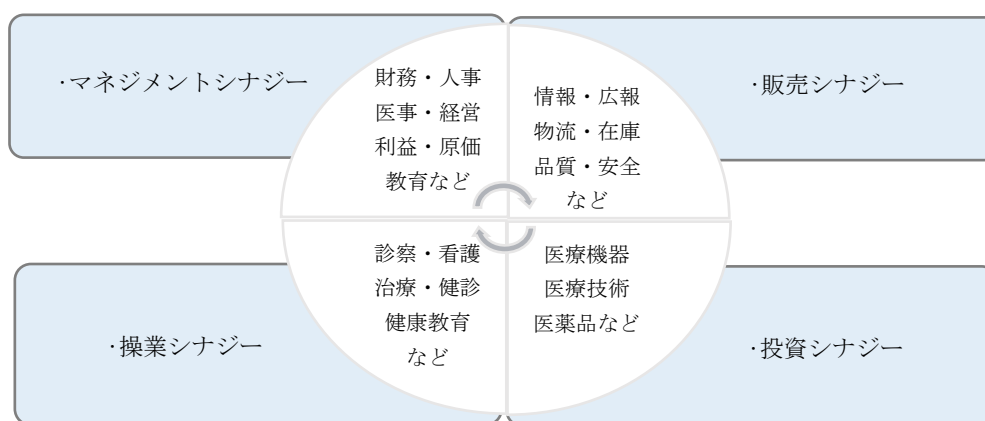 ·マネジメントシナジー
財務・人事
医事・経営
利益・原価
教育など
情報・広報
物流・在庫
品質・安全
など
·販売シナジー
·操業シナジー
診察・看護
治療・健診
健康教育
など
医療機器
医療技術
医薬品など
·投資シナジー